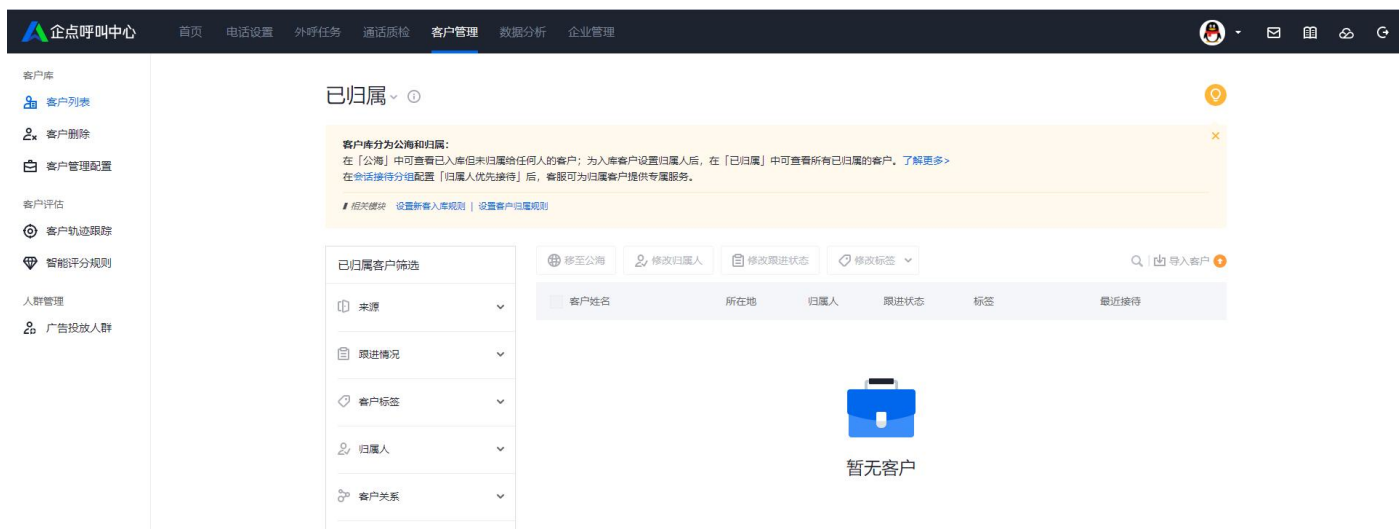 企点呼叫中心
首页 电话设置 外呼任务 通话质检 客户管理 数据分析 企业管理
客户库
客户列表
客户删除
客户管理配置
客户评估
客户轨迹跟踪
智能评分规则
人群管理
广告投放人群
已归属
客户库分为公海和归属：
在「公海」中可查看已入库但未归属给任何人的客户；为入库客户设置归属人后，在「已归属」中可查看所有已归属的客户。了解更多>
在会话接待分组配置「归属人优先接待」后，客服可为归属客户提供专属服务。
相关模块 设置新客入库规则 | 设置客户归属规则
已归属客户筛选
来源
跟进情况
客户标签
归属人
客户关系
移至公海 修改归属人 修改跟进状态 修改标签 导入客户
客户姓名 所在地 归属人 跟进状态 标签 最近接待
暂无客户